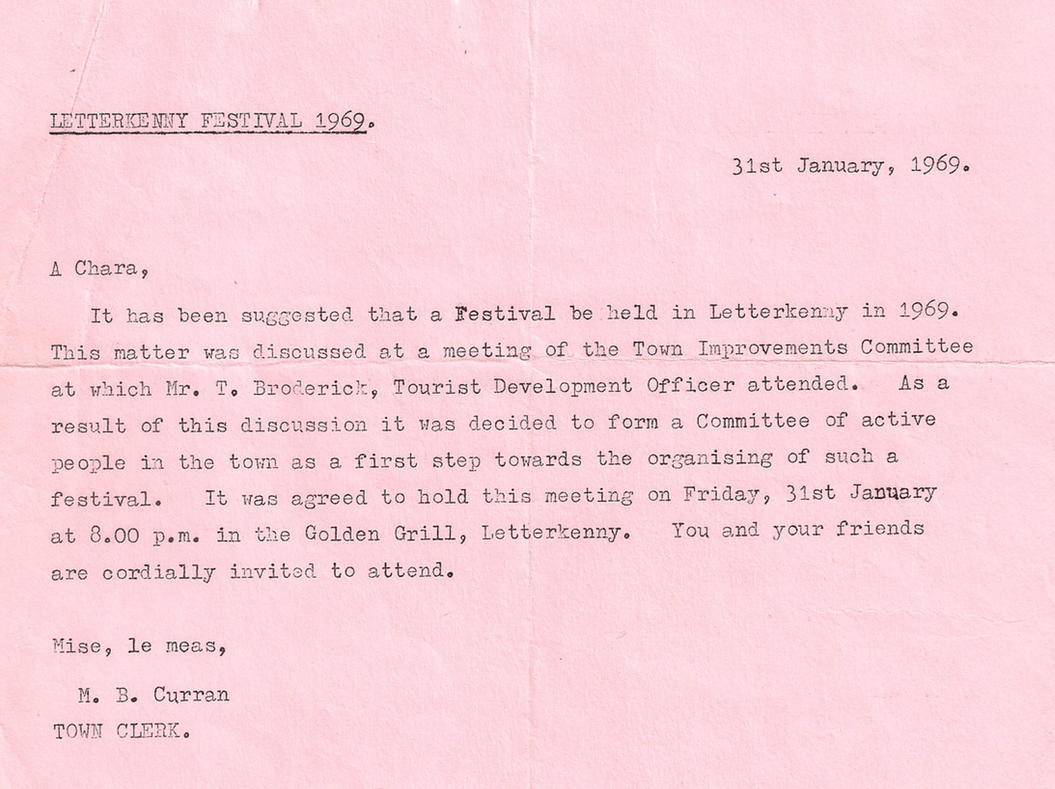 LETTERKENNY FESTIVAL 1969.
31st January, 1969.
A Chara,
It has been suggested that a Festival be held in Letterkenny in 1969.
This matter was discussed at a meeting of the Town Improvements Committee
at which Mr. T. Broderick, Tourist Development Officer attended. As a
result of this discussion it was decided to form a Committee of active
people in the town as a first step towards the organising of such a
festival. It was agreed to hold this meeting on Friday, 31st January
at 8.00 p.m. in the Golden Grill, Letterkenny. You and your friends
are cordially invited to attend.
Mise, le meas,
M. B. Curran
TOWN CLERK.